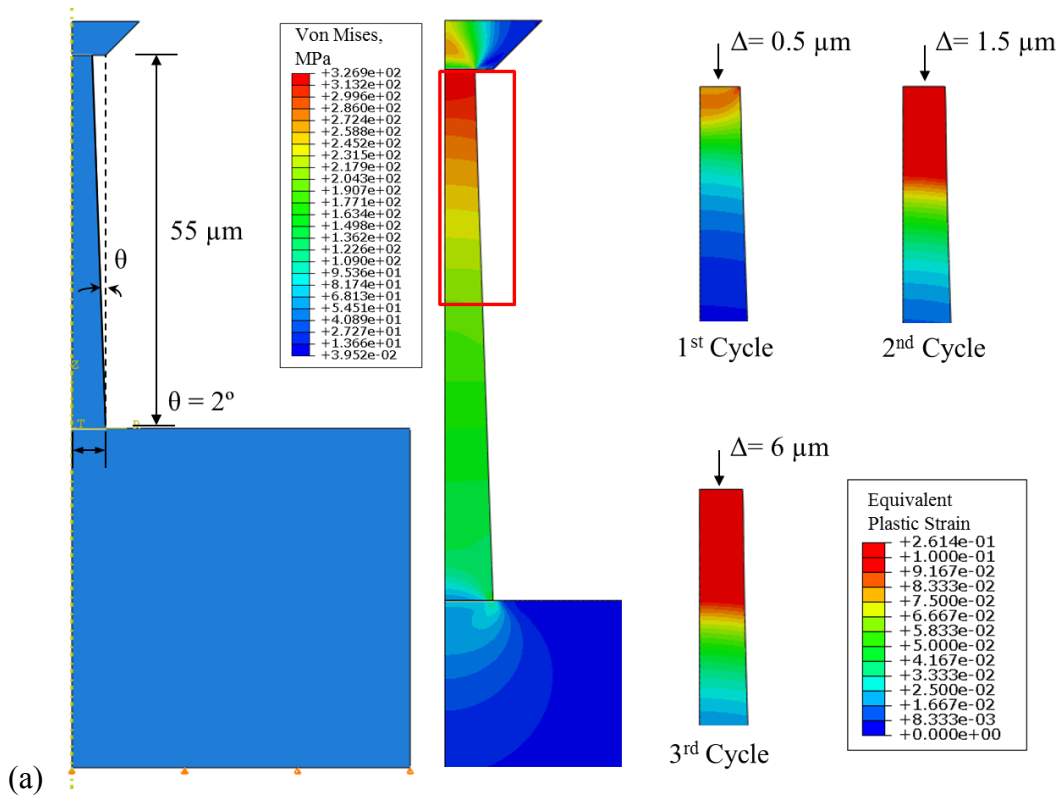 Von Mises,
MPa
+3.269e+02
+3.132e+02
+2.996e+02
+2.860e+02
+2.724e+02
+2.588e+02
+2.452e+02
+2.315e+02
+2.179e+02
+2.043e+02
+1.907e+02
+1.771e+02
+1.634e+02
+1.498e+02
+1.362e+02
+1.226e+02
+1.090e+02
+9.536e+01
+8.174e+01
+6.813e+01
+5.451e+01
+4.089e+01
+2.727e+01
+1.366e+01
+3.952e-02
55 µm
θ
θ = 2º
Z
T
R
Δ= 0.5 µm
1st Cycle
Δ= 1.5 µm
2nd Cycle
Δ= 6 µm
3rd Cycle
Equivalent
Plastic Strain
+2.614e-01
+1.000e-01
+9.167e-02
+8.333e-02
+7.500e-02
+6.667e-02
+5.833e-02
+5.000e-02
+4.167e-02
+3.333e-02
+2.500e-02
+1.667e-02
+8.333e-03
+0.000e+00
(a)